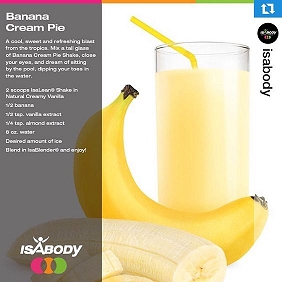 Banana
Cream Pie
A cool, sweet and refreshing blast
from the tropics. Mix a tall glass
of Banana Cream Pie Shake, close
your eyes, and dream of sitting
by the pool, dipping your toes in
the water.
2 scoops IsaLean® Shake in
Natural Creamy Vanilla
1/2 banana
1/2 tsp. vanilla extract
1/4 tsp. almond extract
8 oz. water
Desired amount of ice
Blend in IsaBlender® and enjoy!
ISABODY
isabody